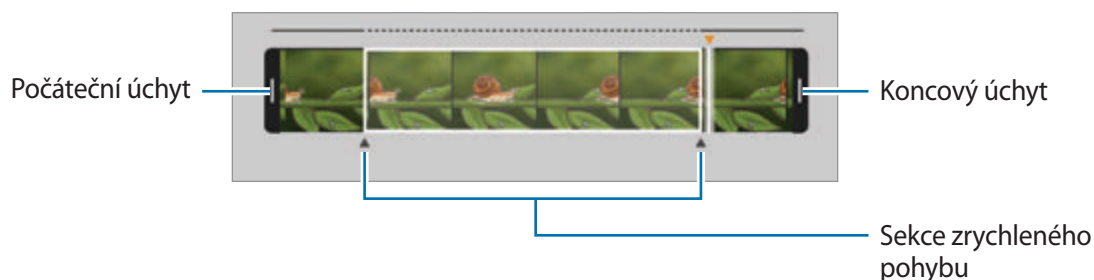 Počáteční úchyt
Koncový úchyt
Sekce zrychleného
pohybu